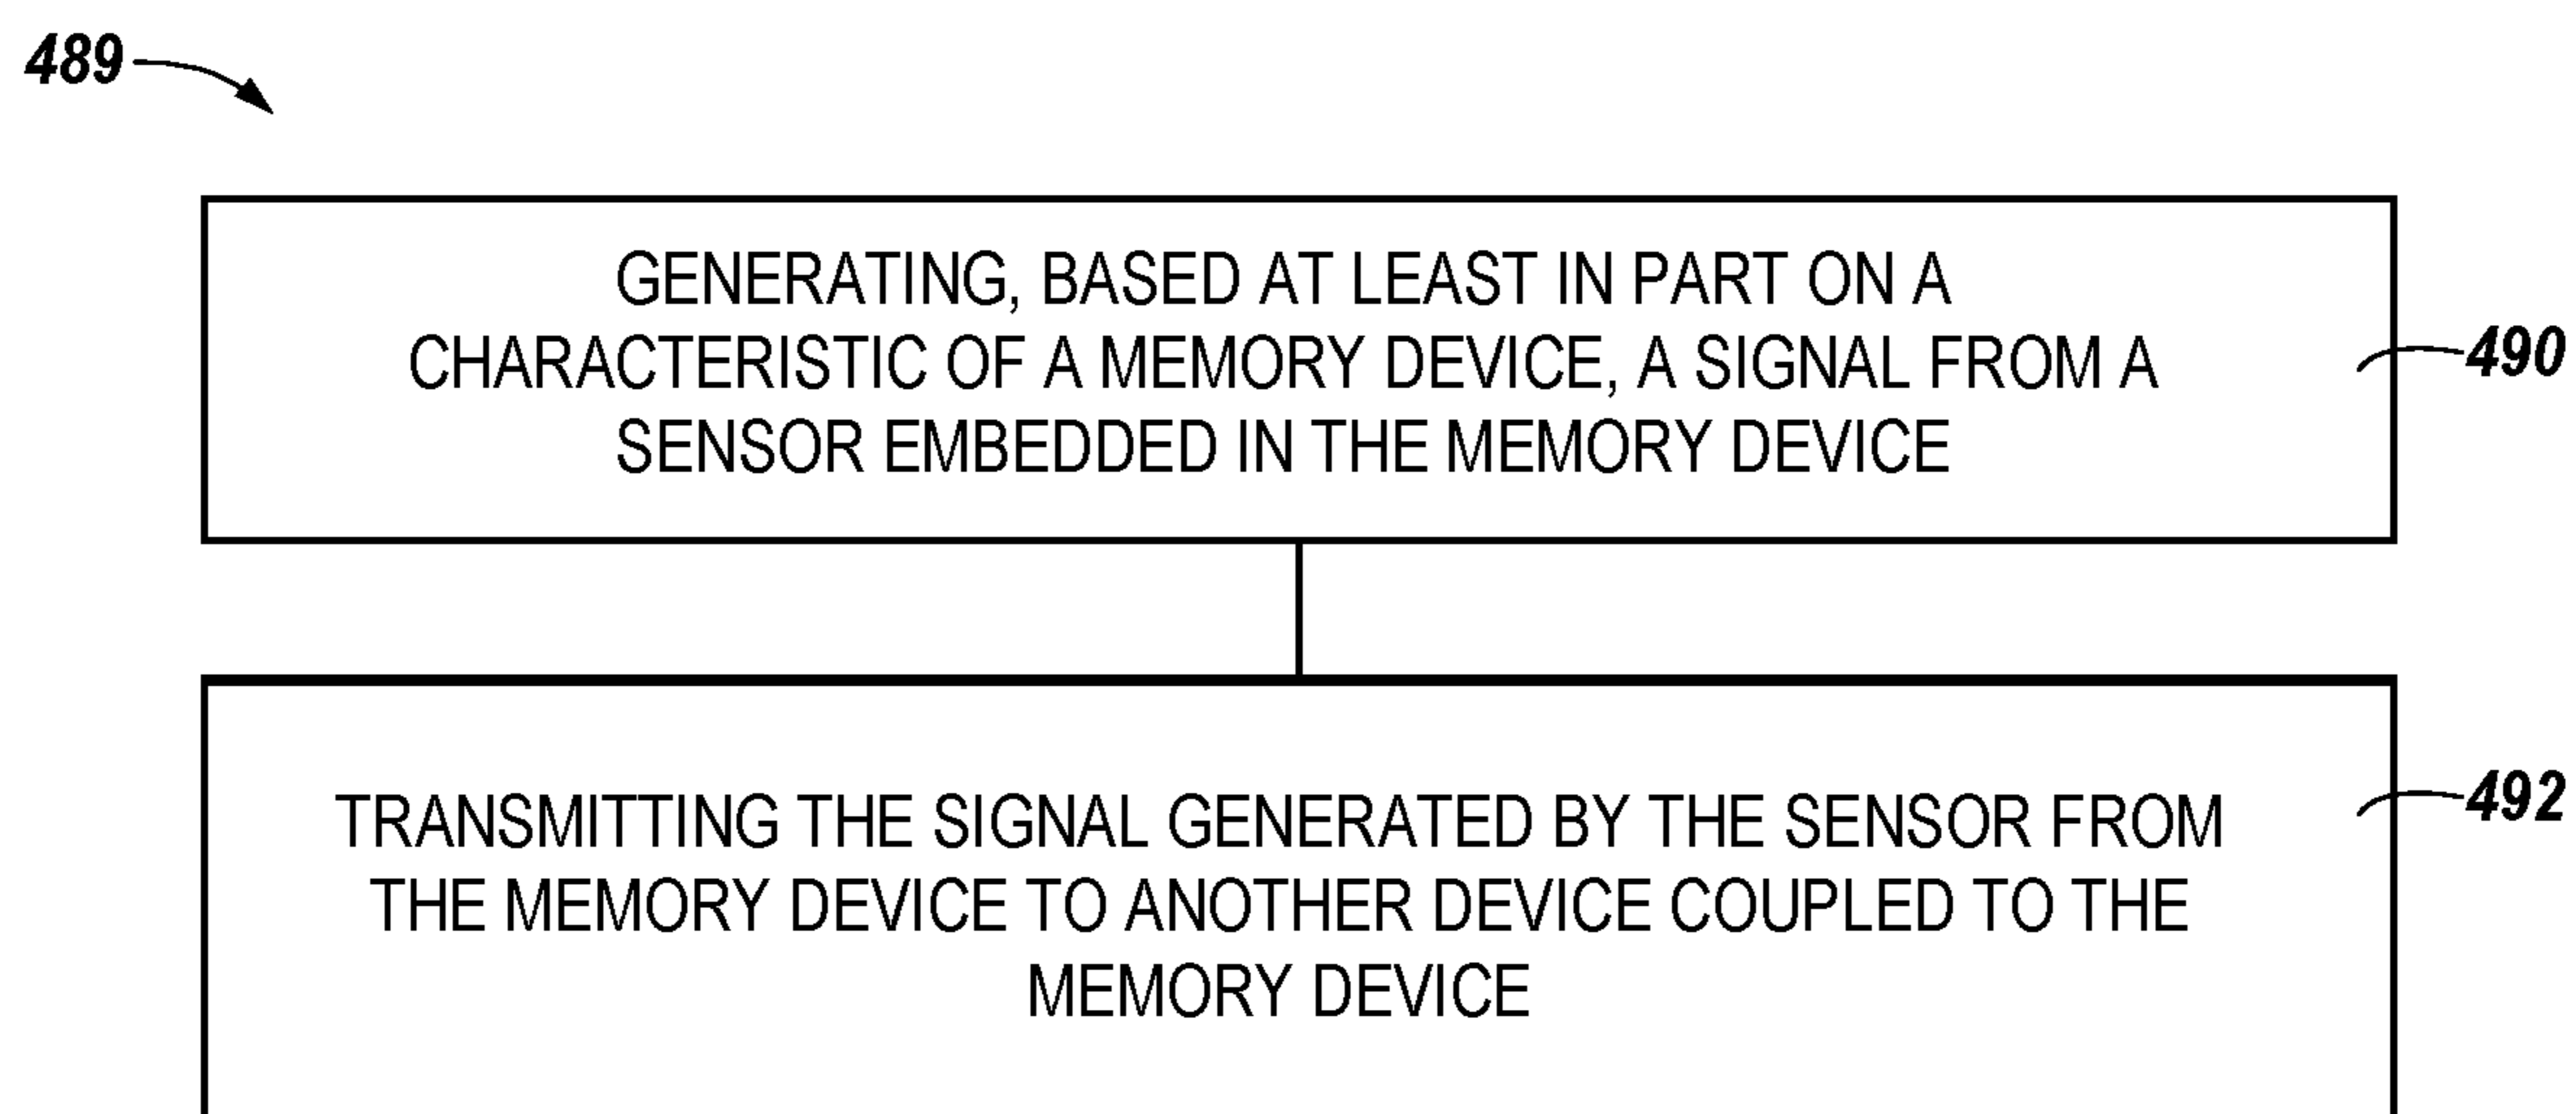 489
GENERATING, BASED AT LEAST IN PART ON A
CHARACTERISTIC OF A MEMORY DEVICE, A SIGNAL FROM A
SENSOR EMBEDDED IN THE MEMORY DEVICE
490
TRANSMITTING THE SIGNAL GENERATED BY THE SENSOR FROM
THE MEMORY DEVICE TO ANOTHER DEVICE COUPLED TO THE
MEMORY DEVICE
492